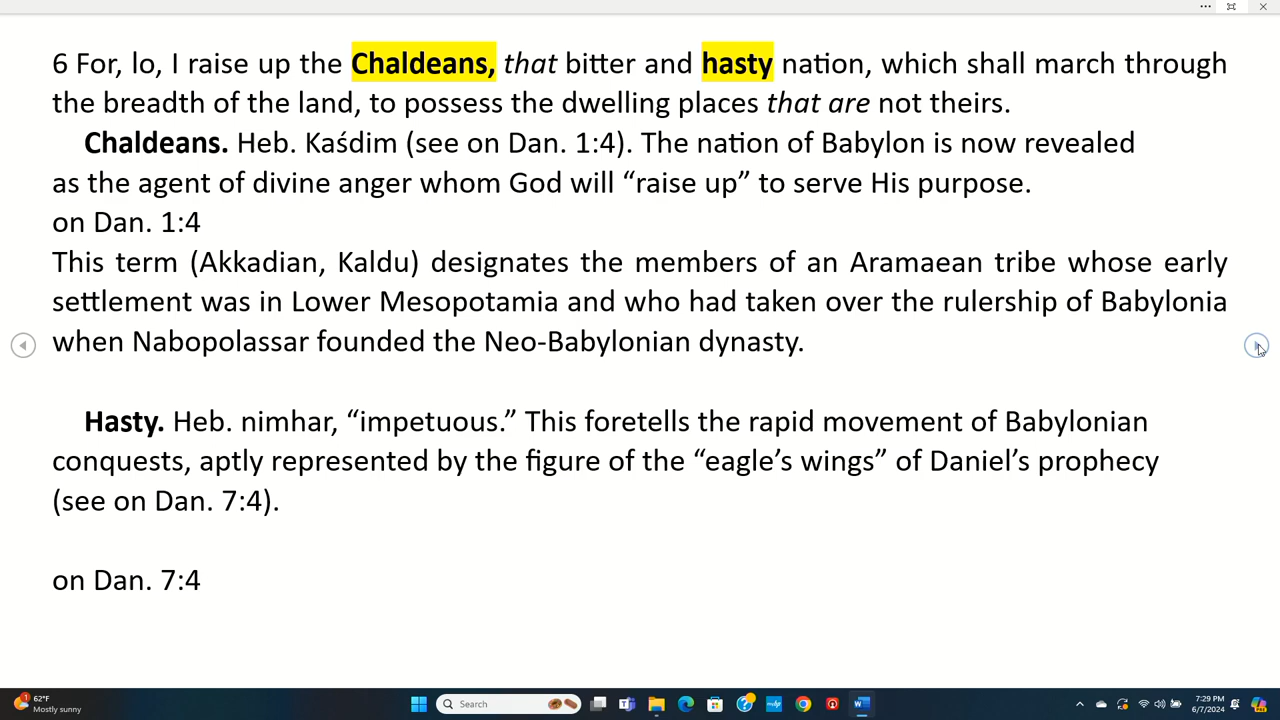 6 For, lo, I raise up the Chaldeans, that bitter and hasty nation, which shall march through
the breadth of the land, to possess the dwelling places that are not theirs.
Chaldeans. Heb. Kaśdim (see on Dan. 1:4). The nation of Babylon is now revealed
as the agent of divine anger whom God will “raise up” to serve His purpose.
on Dan. 1:4
This term (Akkadian, Kaldu) designates the members of an Aramaean tribe whose early
settlement was in Lower Mesopotamia and who had taken over the rulership of Babylonia
when Nabopolassar founded the Neo-Babylonian dynasty.
Hasty. Heb. nimhar, “impetuous.” This foretells the rapid movement of Babylonian
conquests, aptly represented by the figure of the “eagle’s wings” of Daniel’s prophecy
(see on Dan. 7:4).
on Dan. 7:4
1
62°F
Mostly sunny
Search
7:29 PM
6/7/2024